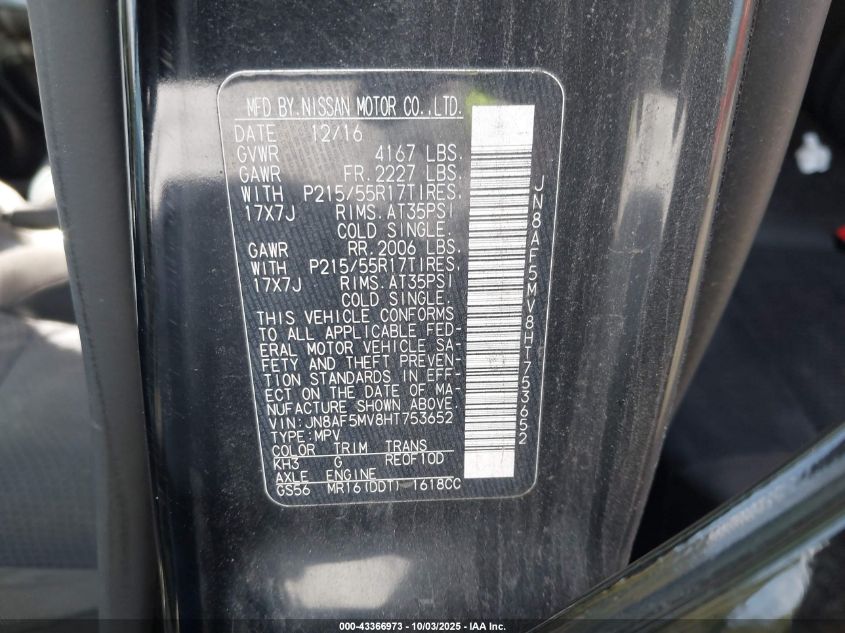 MFD BY.NISSAN MOTOR CO.,LTD.
DATE 12/16
GVWR 4167 LBS.
GAWR FR.2227 LBS.
WITH P215/55R17TIRES.
17X7J RIMS.AT35PSI
COLD SINGLE.
GAWR RR.2006 LBS.
WITH P215/55R17TIRES.
17X7J RIMS.AT35PSI
COLD SINGLE.
THIS VEHICLE CONFORMS
TO ALL APPLICABLE FED-
ERAL MOTOR VEHICLE SA-
FETY AND THEFT PREVEN-
TION STANDARDS IN EFF-
ECT ON THE DATE OF MA-
NUFACTURE SHOWN ABOVE.
VIN:JN8AF5MV8HT753652
TYPE:MPV
COLOR TRIM TRANS
KH3 G RE0F10D
AXLE ENGINE
GS56 MR16(DDT) 1618CC
JN8AF5MV8HT753652
000-43366973 - 10/03/2025 - IAA Inc.